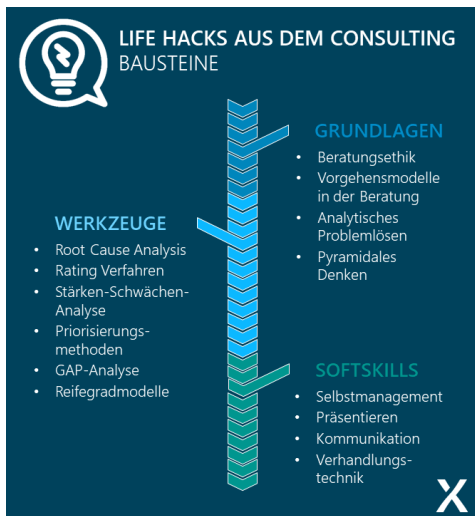 LIFE HACKS AUS DEM CONSULTING
BAUSTEINE
GRUNDLAGEN
• Beratungsethik
• Vorgehensmodelle
in der Beratung
• Analytisches
Problemlösen
• Pyramidales
Denken
WERKZEUGE
• Root Cause Analysis
• Rating Verfahren
• Stärken-Schwächen-
Analyse
• Priorisierungs-
methoden
• GAP-Analyse
• Reifegradmodelle
SOFTSKILLS
• Selbstmanagement
• Präsentieren
• Kommunikation
• Verhandlungs-
technik
X